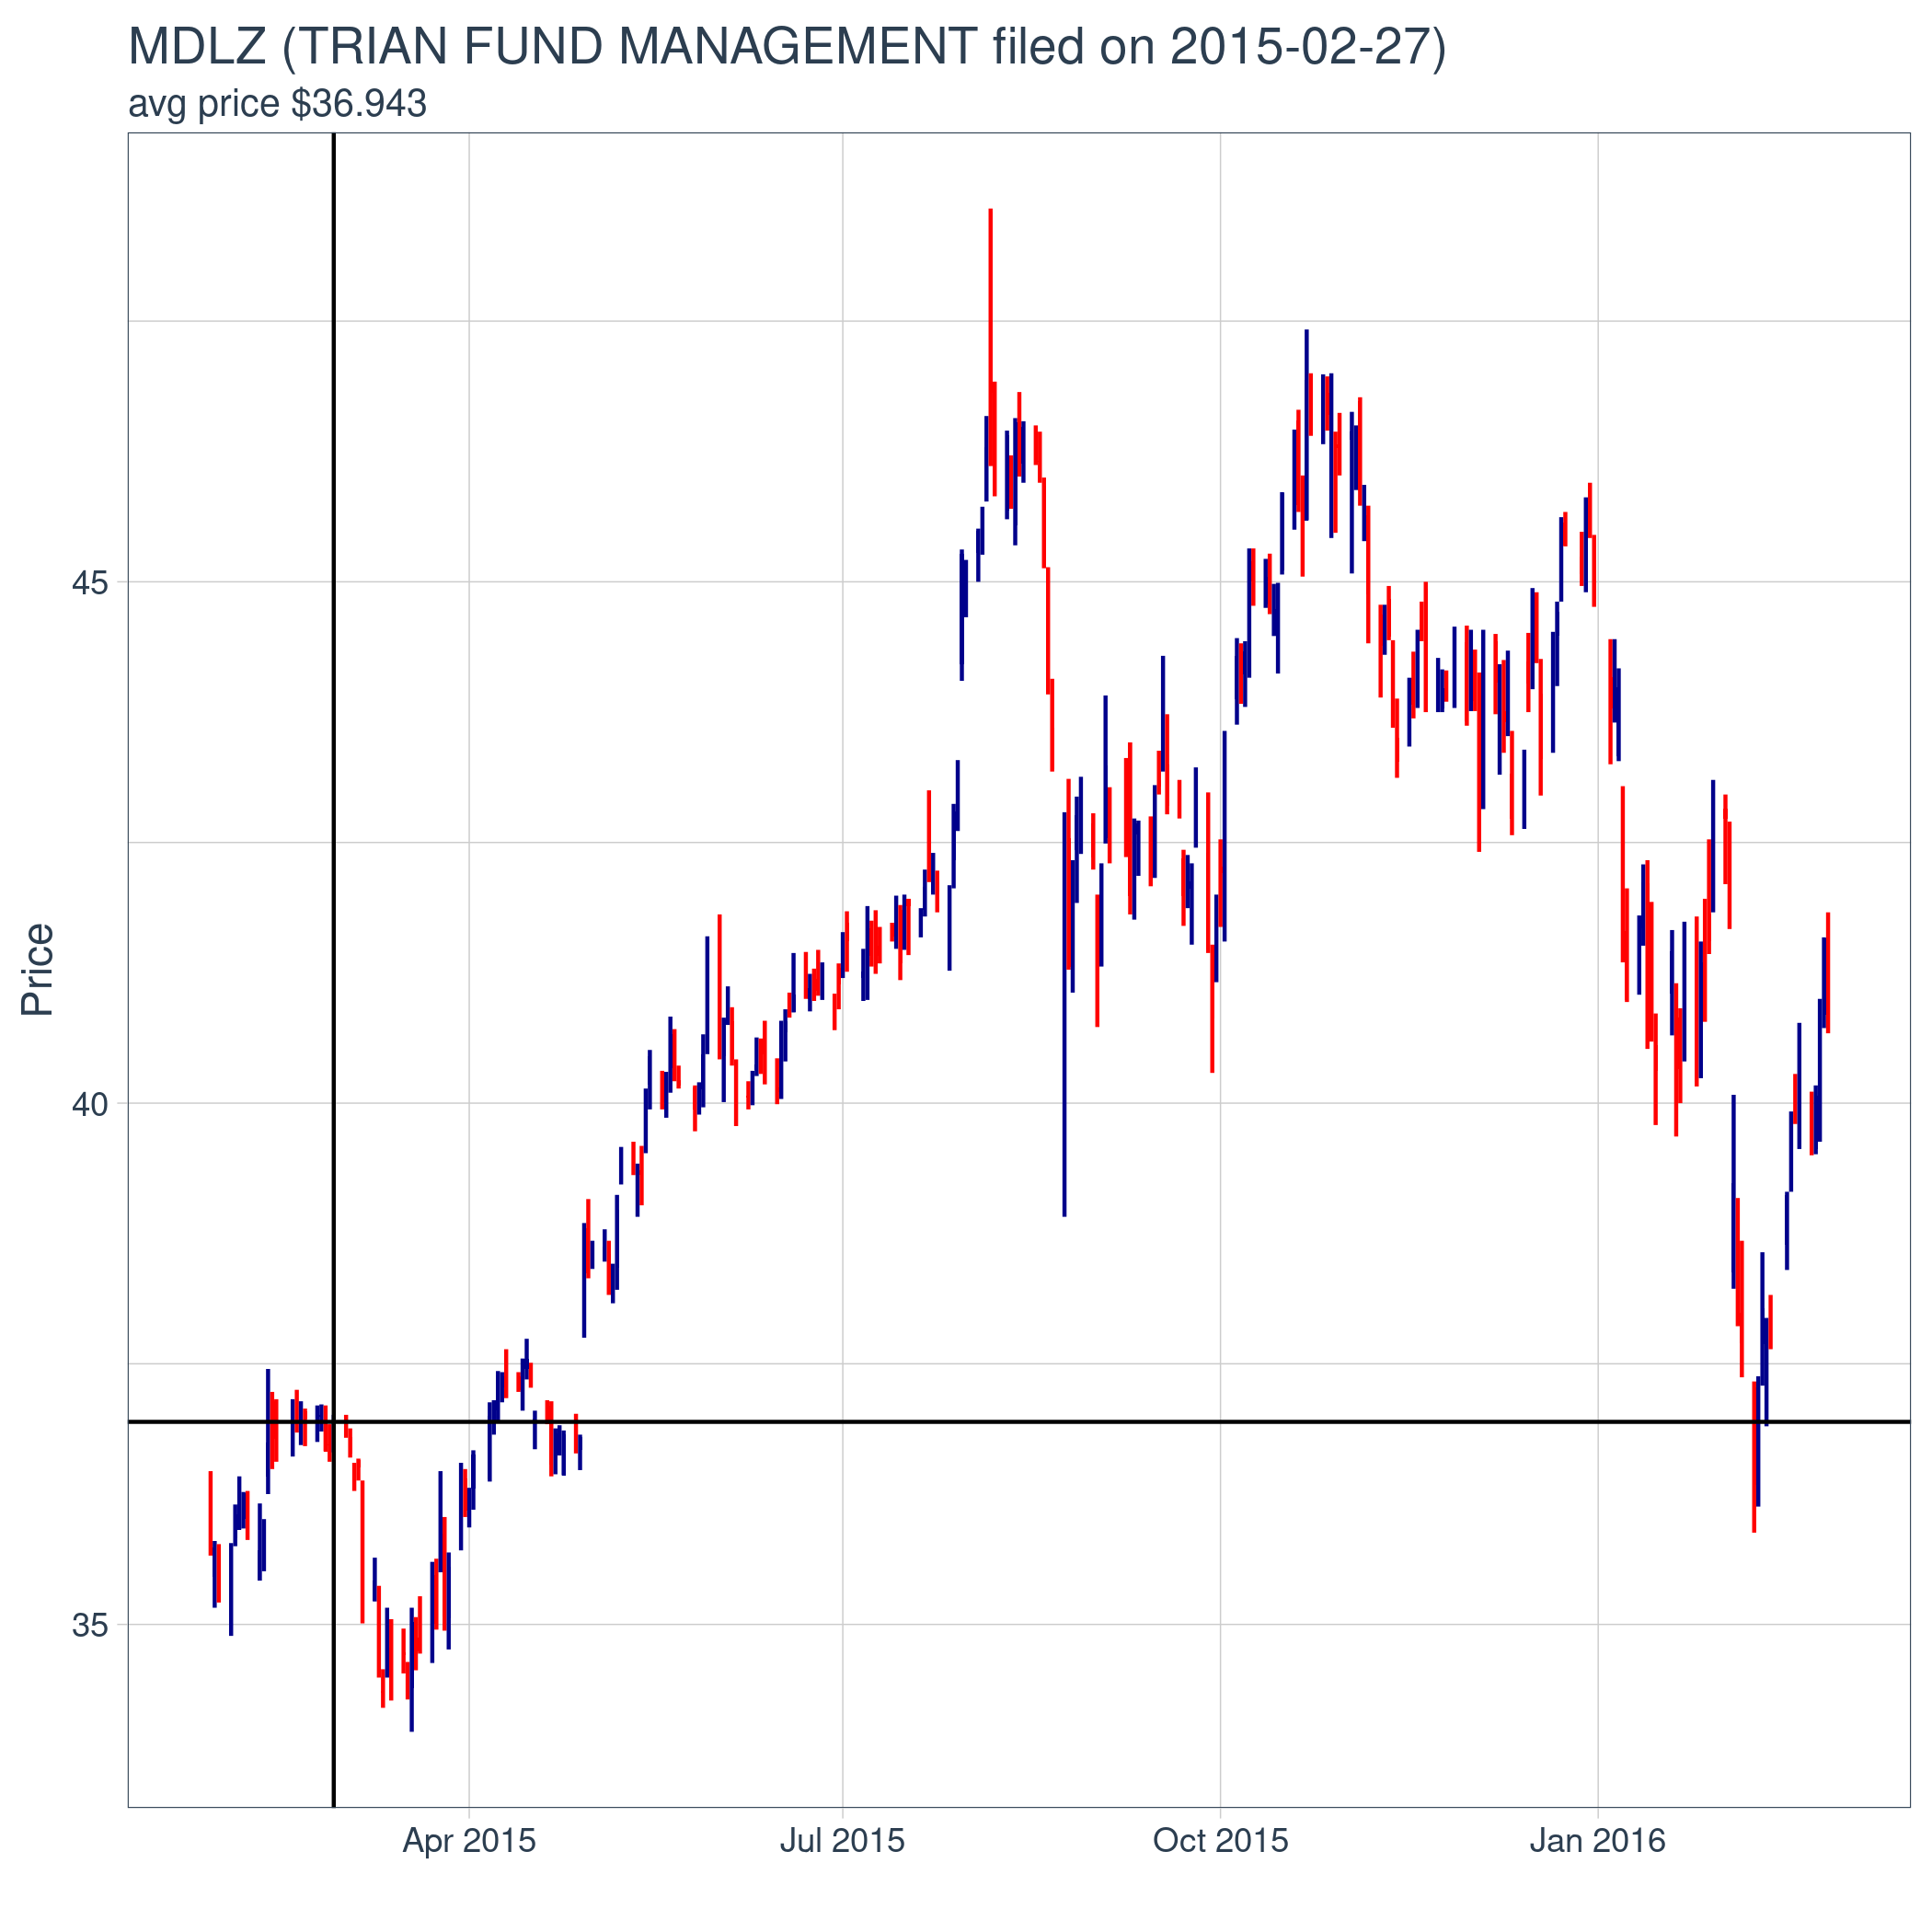 MDLZ (TRIAN FUND MANAGEMENT filed on 2015-02-27)
avg price $36.943
Price
45
40
35
Apr 2015
Jul 2015
Oct 2015
Jan 2016